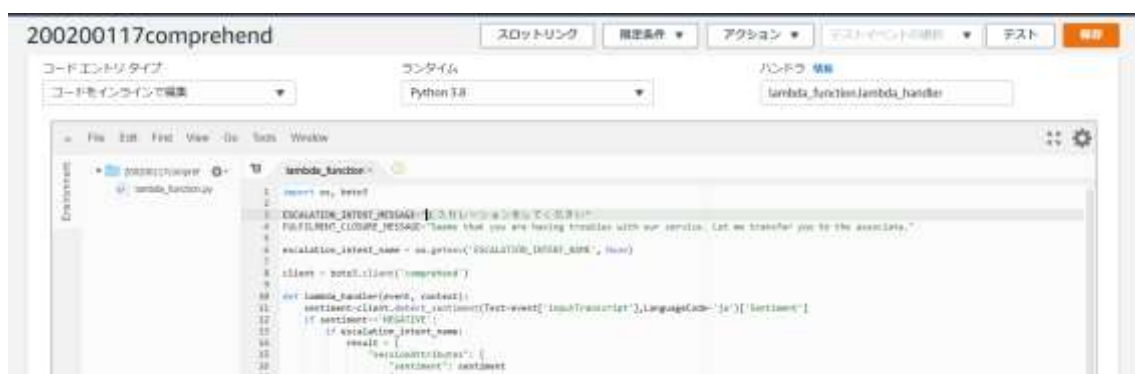 200200117comprehend
スロットリング
限定条件
アクション
テスト
保存
コードエントリタイプ
ランタイム
ハンドラ 情報
コードをインラインで編集
Python 3.8
lambda_function.lambda_handler
File Edit Find View Go Tools Window
Environment
lambda_function
lambda_function.py
1 import os, boto3
2
3 ESCALATION_INTENT_MESSAGE="エスカレーションをしてください"
4 FULFILMENT_CLOSURE_MESSAGE="Seems that you are having troubles with our service. Let me transfer you to the associate."
5
6 escalation_intent_name = os.getenv('ESCALATION_INTENT_NAME', None)
7
8 client = boto3.client('comprehend')
9
10 def lambda_handler(event, context):
11 sentiment=client.detect_sentiment(Text=event['inputTranscript'],LanguageCode='ja')['Sentiment']
12 if sentiment=='NEGATIVE':
13 if escalation_intent_name:
14 result = {
15 "sessionAttributes": {
16 "sentiment": sentiment